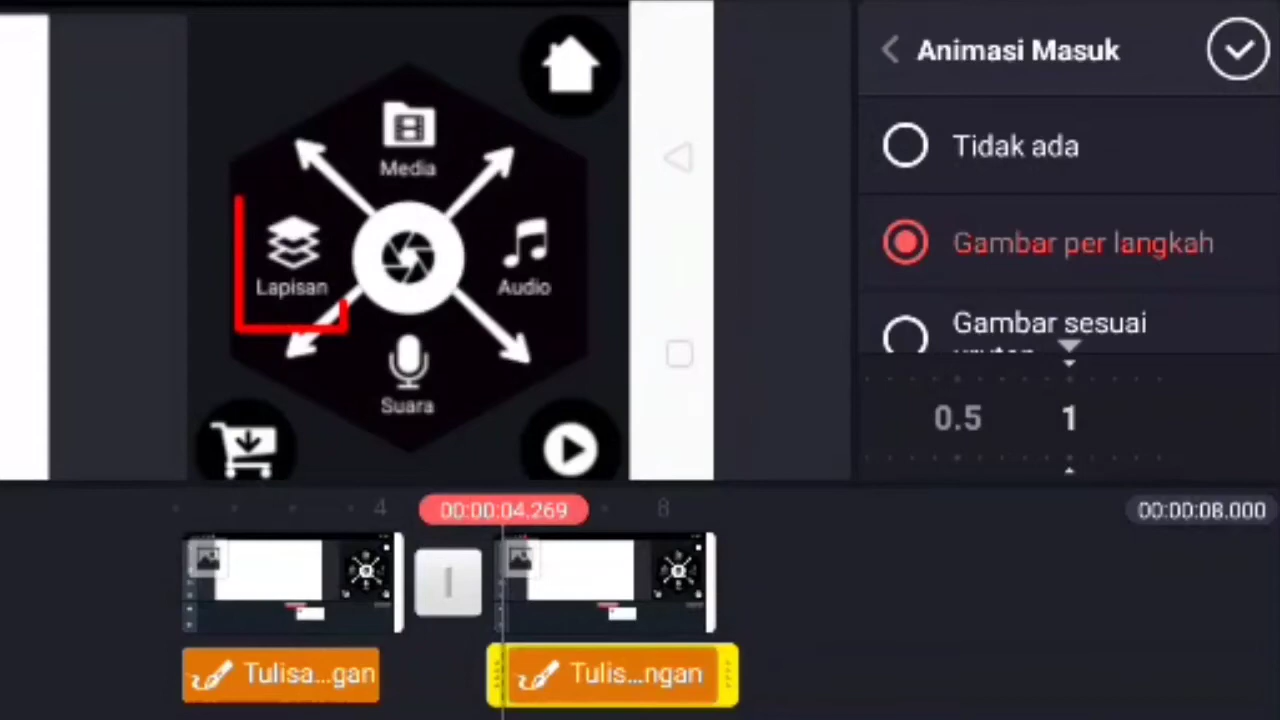 Animasi Masuk
Tidak ada
Gambar per langkah
Gambar sesuai
urutan
0.5
1
Media
Lapisan
Audio
Suara
4
00:00:04.269
8
00:00:08.000
Tulisa...gan
Tulis...ngan